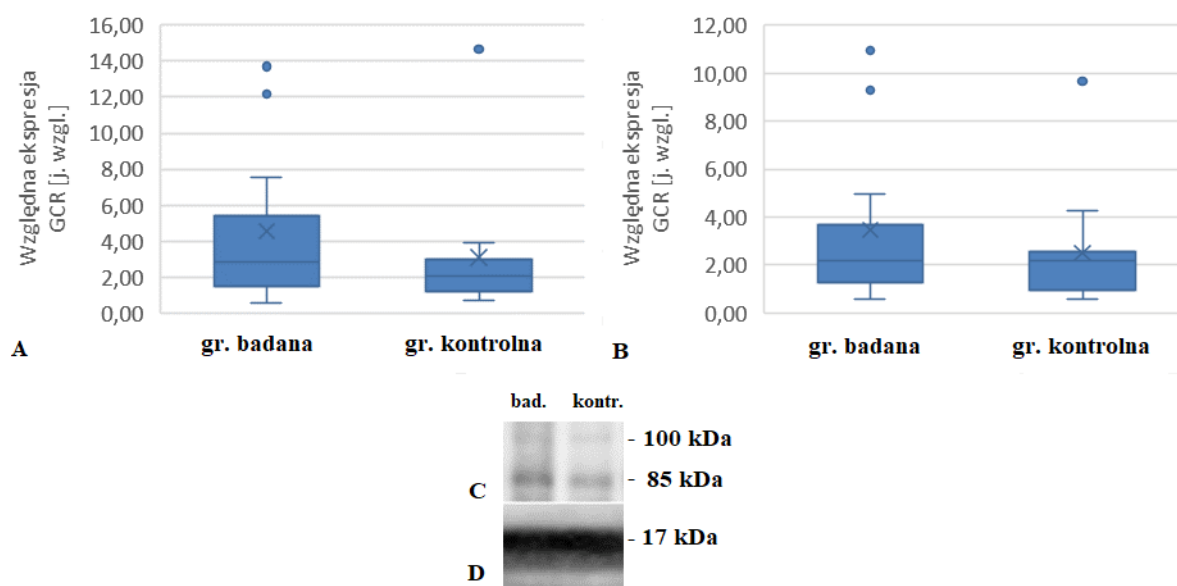 16,00
14,00
12,00
10,00
8,00
6,00
4,00
2,00
0,00
Względna ekspresja
GCR [j. wzgl.]
gr. badana
gr. kontrolna
A
12,00
10,00
8,00
6,00
4,00
2,00
0,00
Względna ekspresja
GCR [j. wzgl.]
gr. badana
gr. kontrolna
B
bad. kontr.
- 100 kDa
- 85 kDa
C
- 17 kDa
D